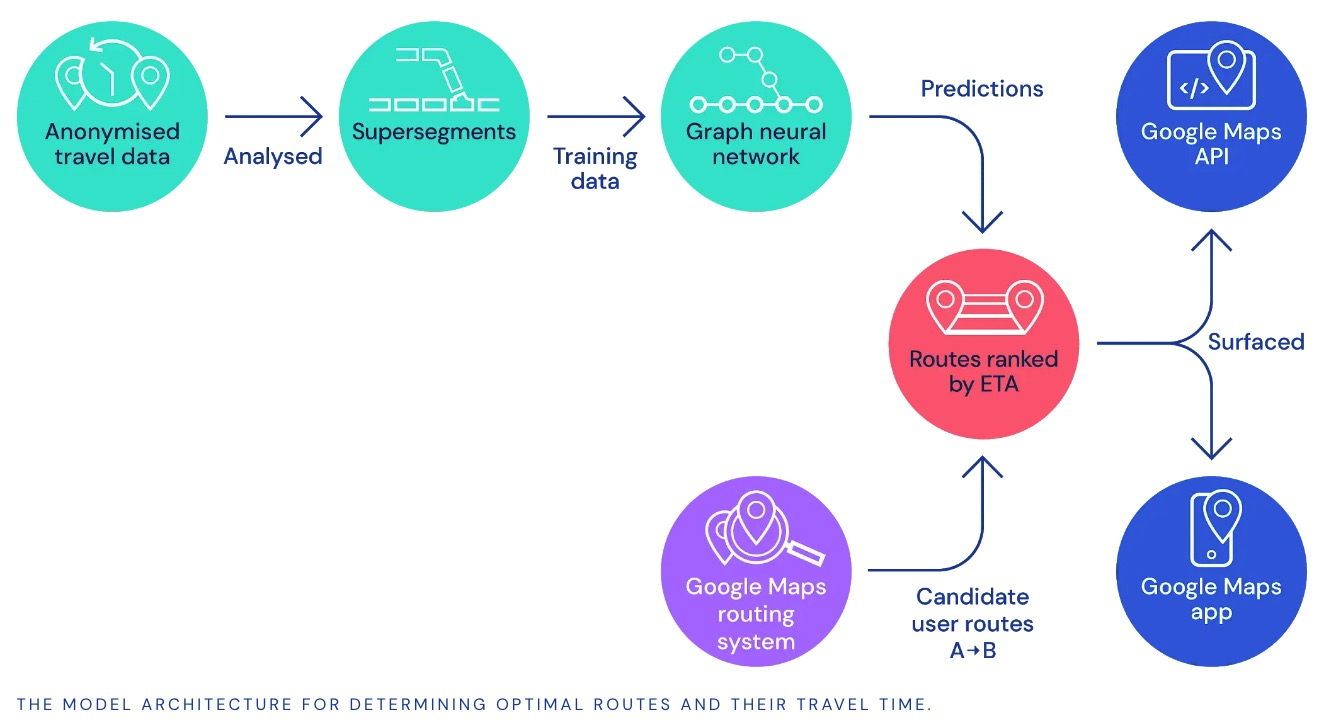 Anonymised
travel data
Analysed
Supersegments
Training
data
Graph neural
network
Predictions
Google Maps
API
Routes ranked
by ETA
Surfaced
Google Maps
routing
system
Candidate
user routes
A→B
Google Maps
app
</>
THE MODEL ARCHITECTURE FOR DETERMINING OPTIMAL ROUTES AND THEIR TRAVEL TIME.